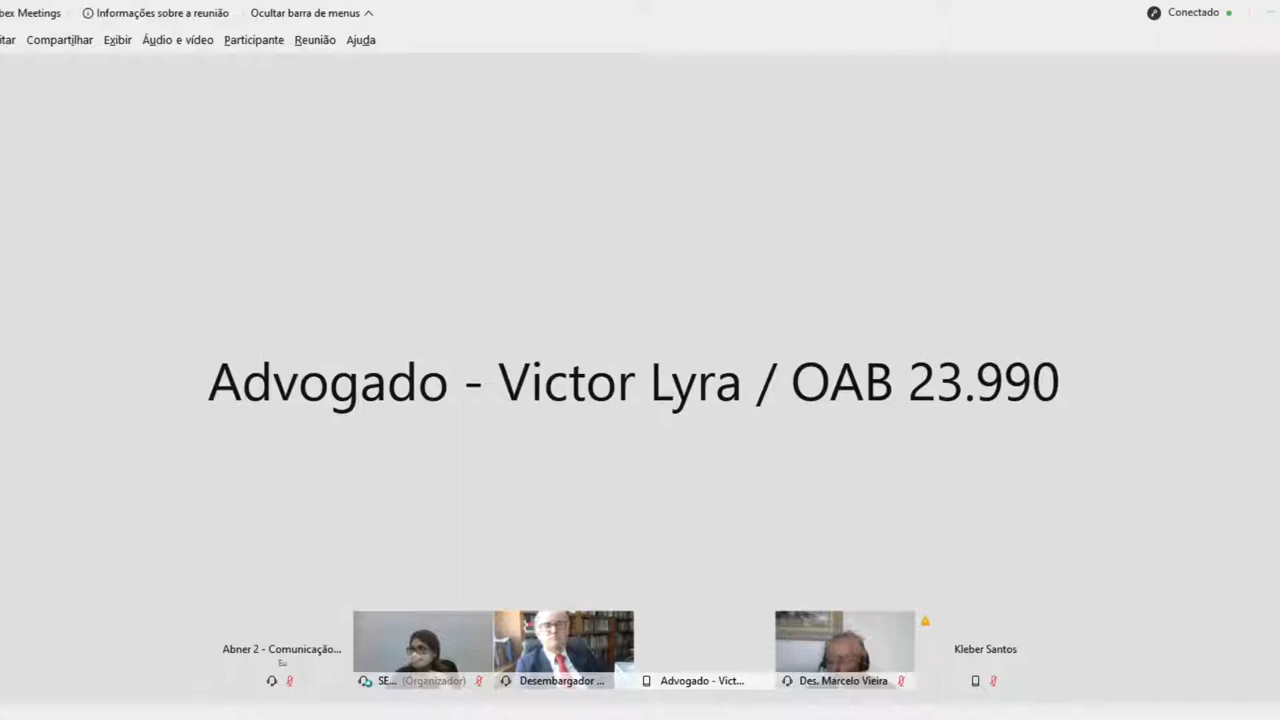 bex Meetings Informações sobre a reunião Ocultar barra de menus Conectado
itar Compartilhar Exibir Áudio e vídeo Participante Reunião Ajuda
Advogado - Victor Lyra / OAB 23.990
Abner 2 - Comunicação...
Eu
SE... (Organizador)
Desembargador ...
Advogado - Vict...
Des. Marcelo Vieira
Kleber Santos